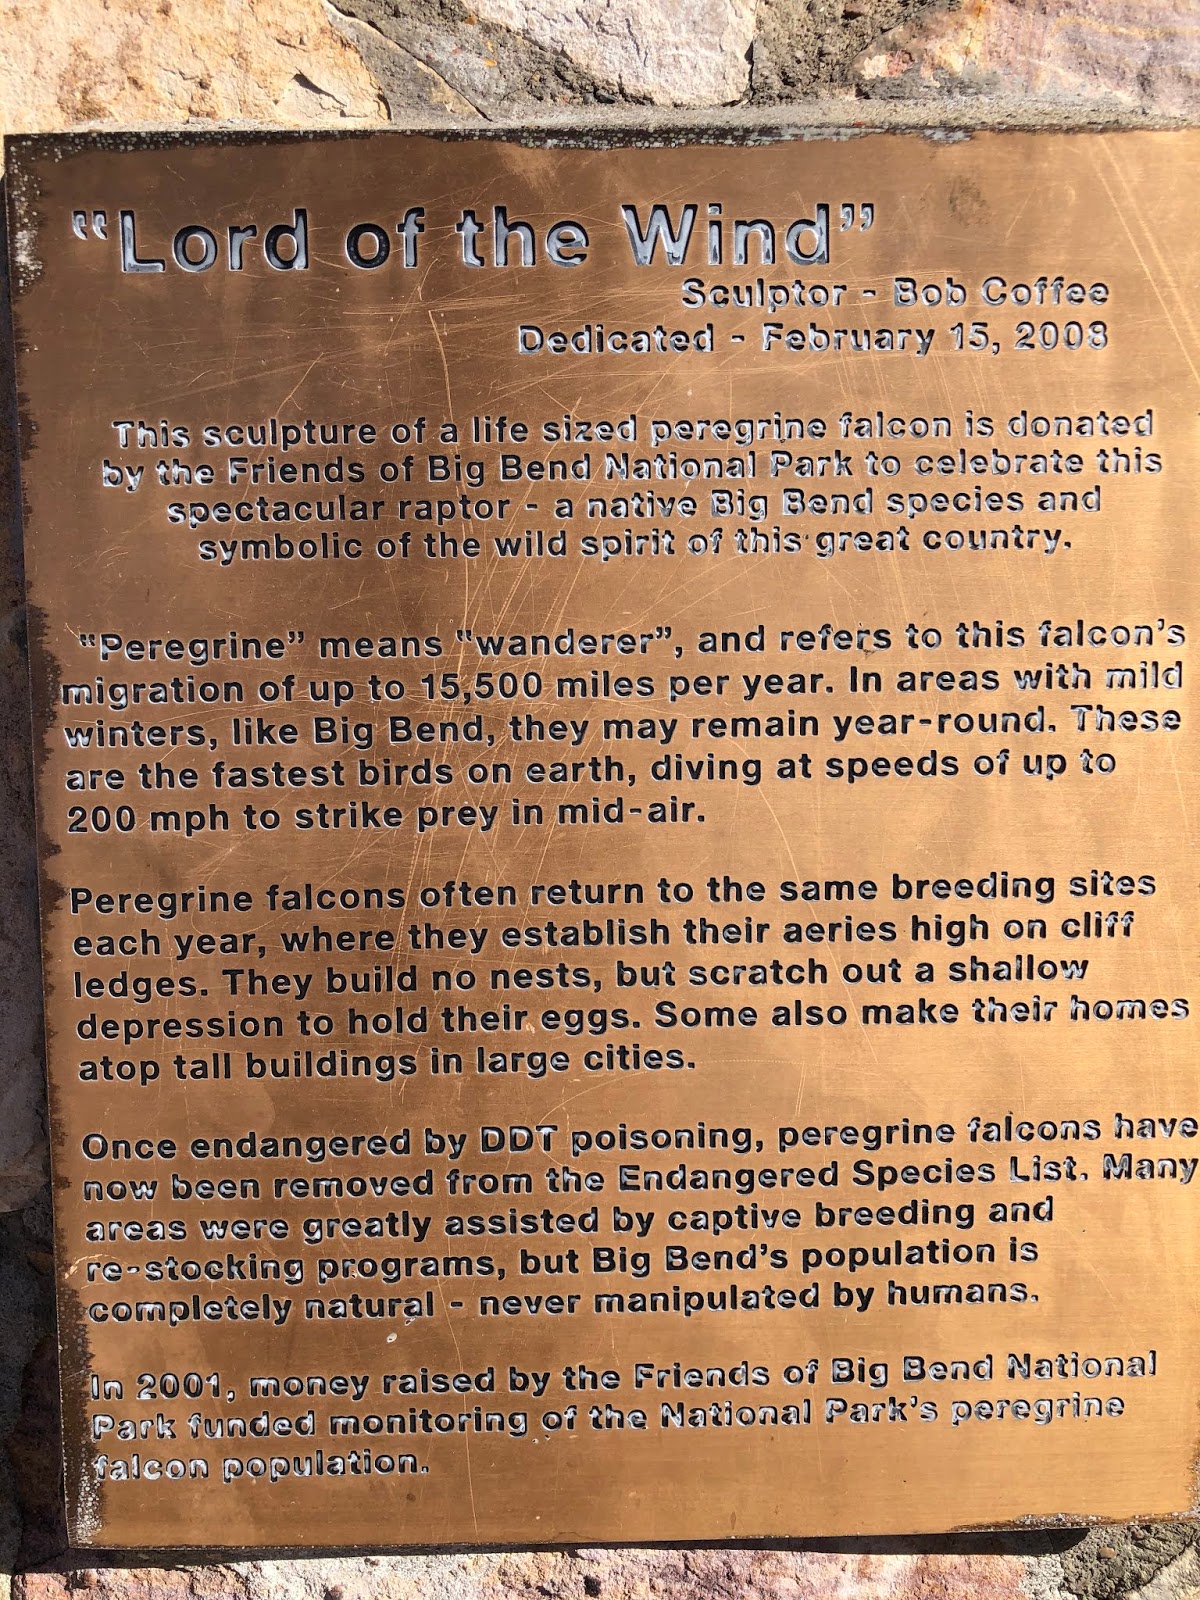 “Lord of the Wind”
Sculptor - Bob Coffee
Dedicated - February 15, 2008
This sculpture of a life sized peregrine falcon is donated
by the Friends of Big Bend National Park to celebrate this
spectacular raptor - a native Big Bend species and
symbolic of the wild spirit of this great country.
“Peregrine” means “wanderer”, and refers to this falcon’s
migration of up to 15,500 miles per year. In areas with mild
winters, like Big Bend, they may remain year-round. These
are the fastest birds on earth, diving at speeds of up to
200 mph to strike prey in mid-air.
Peregrine falcons often return to the same breeding sites
each year, where they establish their aeries high on cliff
ledges. They build no nests, but scratch out a shallow
depression to hold their eggs. Some also make their homes
atop tall buildings in large cities.
Once endangered by DDT poisoning, peregrine falcons have
now been removed from the Endangered Species List. Many
areas were greatly assisted by captive breeding and
re-stocking programs, but Big Bend’s population is
completely natural - never manipulated by humans.
In 2001, money raised by the Friends of Big Bend National
Park funded monitoring of the National Park’s peregrine
falcon population.